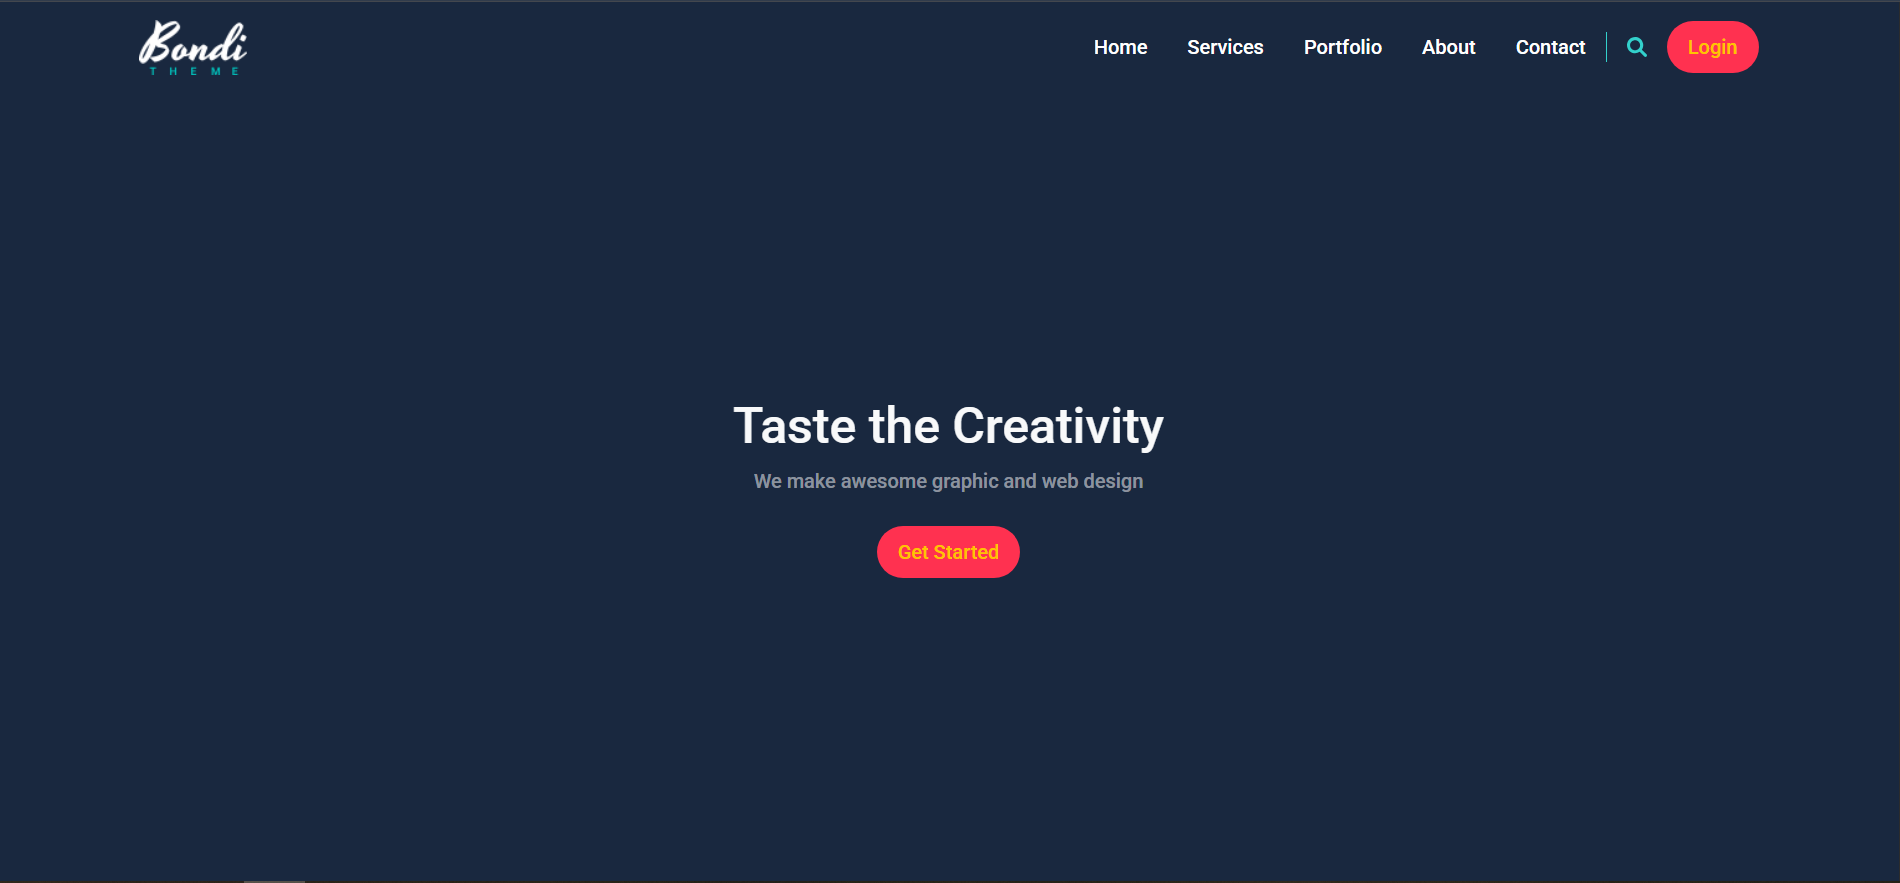 Bondi
THEME
Home Services Portfolio About Contact Login
Taste the Creativity
We make awesome graphic and web design
Get Started